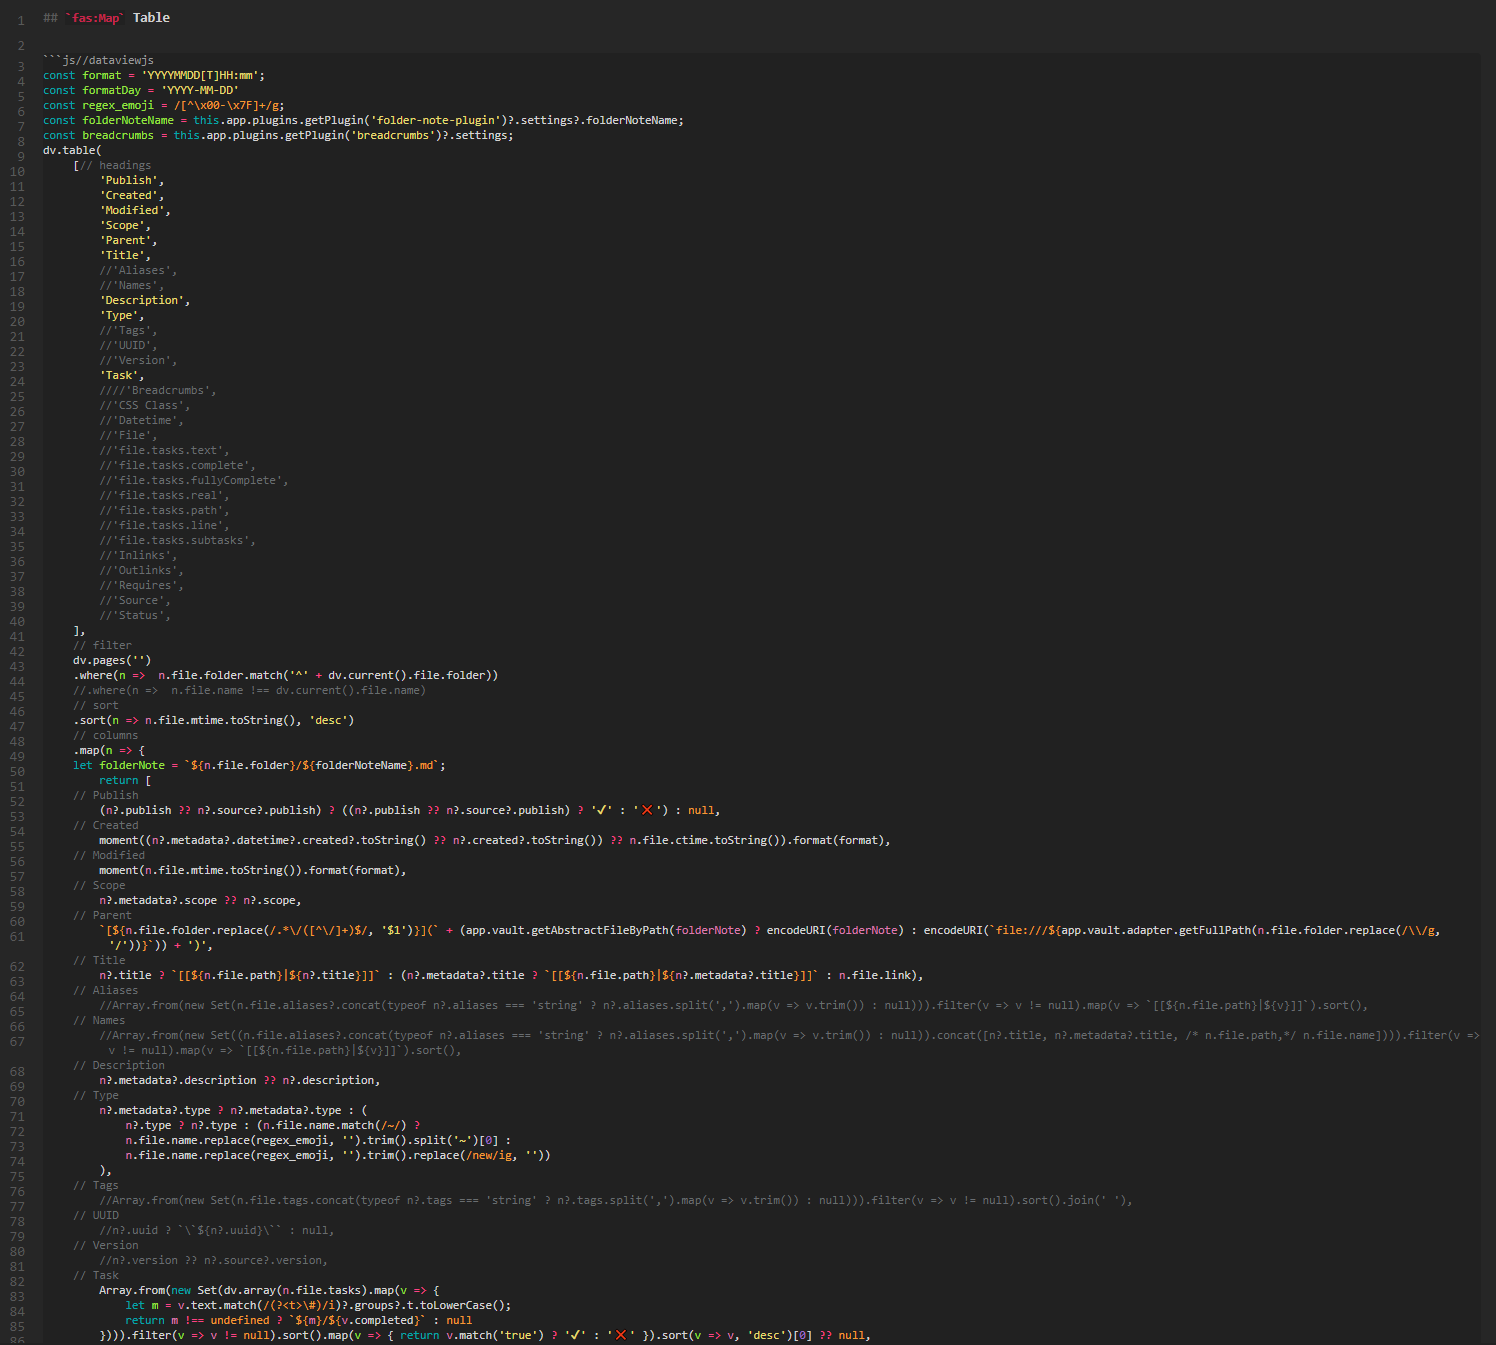 1 ## `fas:Map` Table
2
3 ```js//dataviewjs
4 const format = 'YYYYMMDD[T]HH:mm';
5 const formatDay = 'YYYY-MM-DD'
6 const regex_emoji = /[^\x00-\x7F]+/g;
7 const folderNoteName = this.app.plugins.getPlugin('folder-note-plugin')?.settings?.folderNoteName;
8 const breadcrumbs = this.app.plugins.getPlugin('breadcrumbs')?.settings;
9 dv.table(
10 [// headings
11 'Publish',
12 'Created',
13 'Modified',
14 'Scope',
15 'Parent',
16 'Title',
17 //'Aliases',
18 //'Names',
19 'Description',
20 'Type',
21 //'Tags',
22 //'UUID',
23 //'Version',
24 'Task',
25 ////'Breadcrumbs',
26 //'CSS Class',
27 //'Datetime',
28 //'File',
29 //'file.tasks.text',
30 //'file.tasks.complete',
31 //'file.tasks.fullyComplete',
32 //'file.tasks.real',
33 //'file.tasks.path',
34 //'file.tasks.line',
35 //'file.tasks.subtasks',
36 //'Inlinks',
37 //'Outlinks',
38 //'Requires',
39 //'Source',
40 //'Status',
41 ],
42 // filter
43 dv.pages('')
44 .where(n =>  n.file.folder.match('^' + dv.current().file.folder))
45 //.where(n =>  n.file.name !== dv.current().file.name)
46 // sort
47 .sort(n => n.file.mtime.toString(), 'desc')
48 // columns
49 .map(n => {
50 let folderNote = `${n.file.folder}/${folderNoteName}.md`;
51 return [
52 // Publish
53 (n?.publish ?? n?.source?.publish) ? ((n?.publish ?? n?.source?.publish) ? '✔' : '❌') : null,
54 // Created
55 moment((n?.metadata?.datetime?.created?.toString() ?? n?.created?.toString()) ?? n.file.ctime.toString()).format(format),
56 // Modified
57 moment(n.file.mtime.toString()).format(format),
58 // Scope
59 n?.metadata?.scope ?? n?.scope,
60 // Parent
61 `[${n.file.folder.replace(/.*\/([^\/]+)$/, '$1')}](` + (app.vault.getAbstractFileByPath(folderNote) ? encodeURI(folderNote) : encodeURI(`file:///${app.vault.adapter.getFullPath(n.file.folder.replace(/\\/g,
'/'))}`)) + ')',
62 // Title
63 n?.title ? `[[${n.file.path}|${n?.title}]]` : (n?.metadata?.title ? `[[${n.file.path}|${n?.metadata?.title}]]` : n.file.link),
64 // Aliases
65 //Array.from(new Set(n.file.aliases?.concat(typeof n?.aliases === 'string' ? n?.aliases.split(',').map(v => v.trim()) : null))).filter(v => v != null).map(v => `[[${n.file.path}|${v}]]`).sort(),
66 // Names
67 //Array.from(new Set((n.file.aliases?.concat(typeof n?.aliases === 'string' ? n?.aliases.split(',').map(v => v.trim()) : null)).concat([n?.title, n?.metadata?.title, /* n.file.path,*/ n.file.name]))).filter(v =>
v != null).map(v => `[[${n.file.path}|${v}]]`).sort(),
68 // Description
69 n?.metadata?.description ?? n?.description,
70 // Type
71 n?.metadata?.type ? n?.metadata?.type : (
72 n?.type ? n?.type : (n.file.name.match(/~/) ?
73 n.file.name.replace(regex_emoji, '').trim().split('~')[0] :
74 n.file.name.replace(regex_emoji, '').trim().replace(/new/ig, ''))
75 ),
76 // Tags
77 //Array.from(new Set(n.file.tags.concat(typeof n?.tags === 'string' ? n?.tags.split(',').map(v => v.trim()) : null))).filter(v => v != null).sort().join(' '),
78 // UUID
79 //n?.uuid ? `\`${n?.uuid}\`` : null,
80 // Version
81 //n?.version ?? n?.source?.version,
82 // Task
83 Array.from(new Set(dv.array(n.file.tasks).map(v => {
84 let m = v.text.match(/(?<t>\#)/i)?.groups?.t.toLowerCase();
85 return m !== undefined ? `${m}/${v.completed}` : null
86 }))).filter(v => v != null).sort().map(v => { return v.match('true') ? '✔' : '❌' }).sort(v => v, 'desc')[0] ?? null,